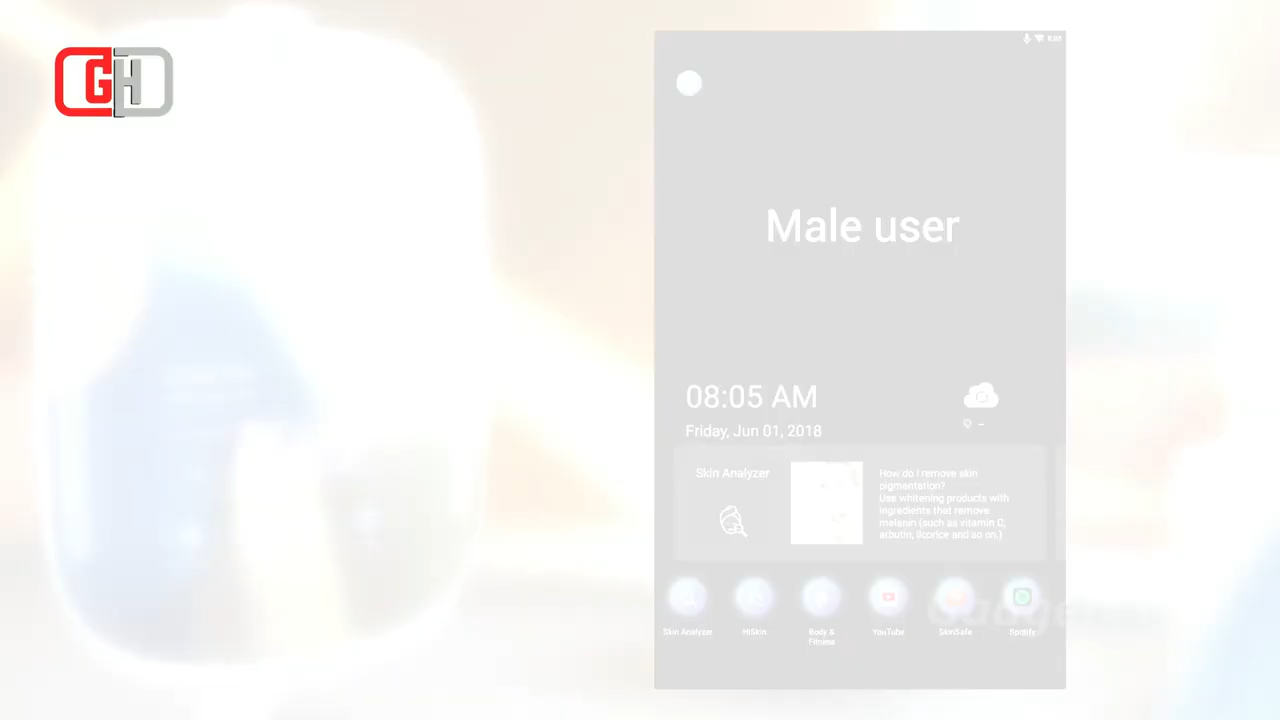 GH
Male user
08:05 AM
Friday, Jun 01, 2018
Skin Analyzer
How do I remove skin
pigmentation?
Use whitening products with
ingredients that remove
melanin (such as vitamin C,
arbutin, licorice and so on.)
Skin Analyzer
HiSkin
Body &
Fitness
YouTube
SkinSafe
Spotify